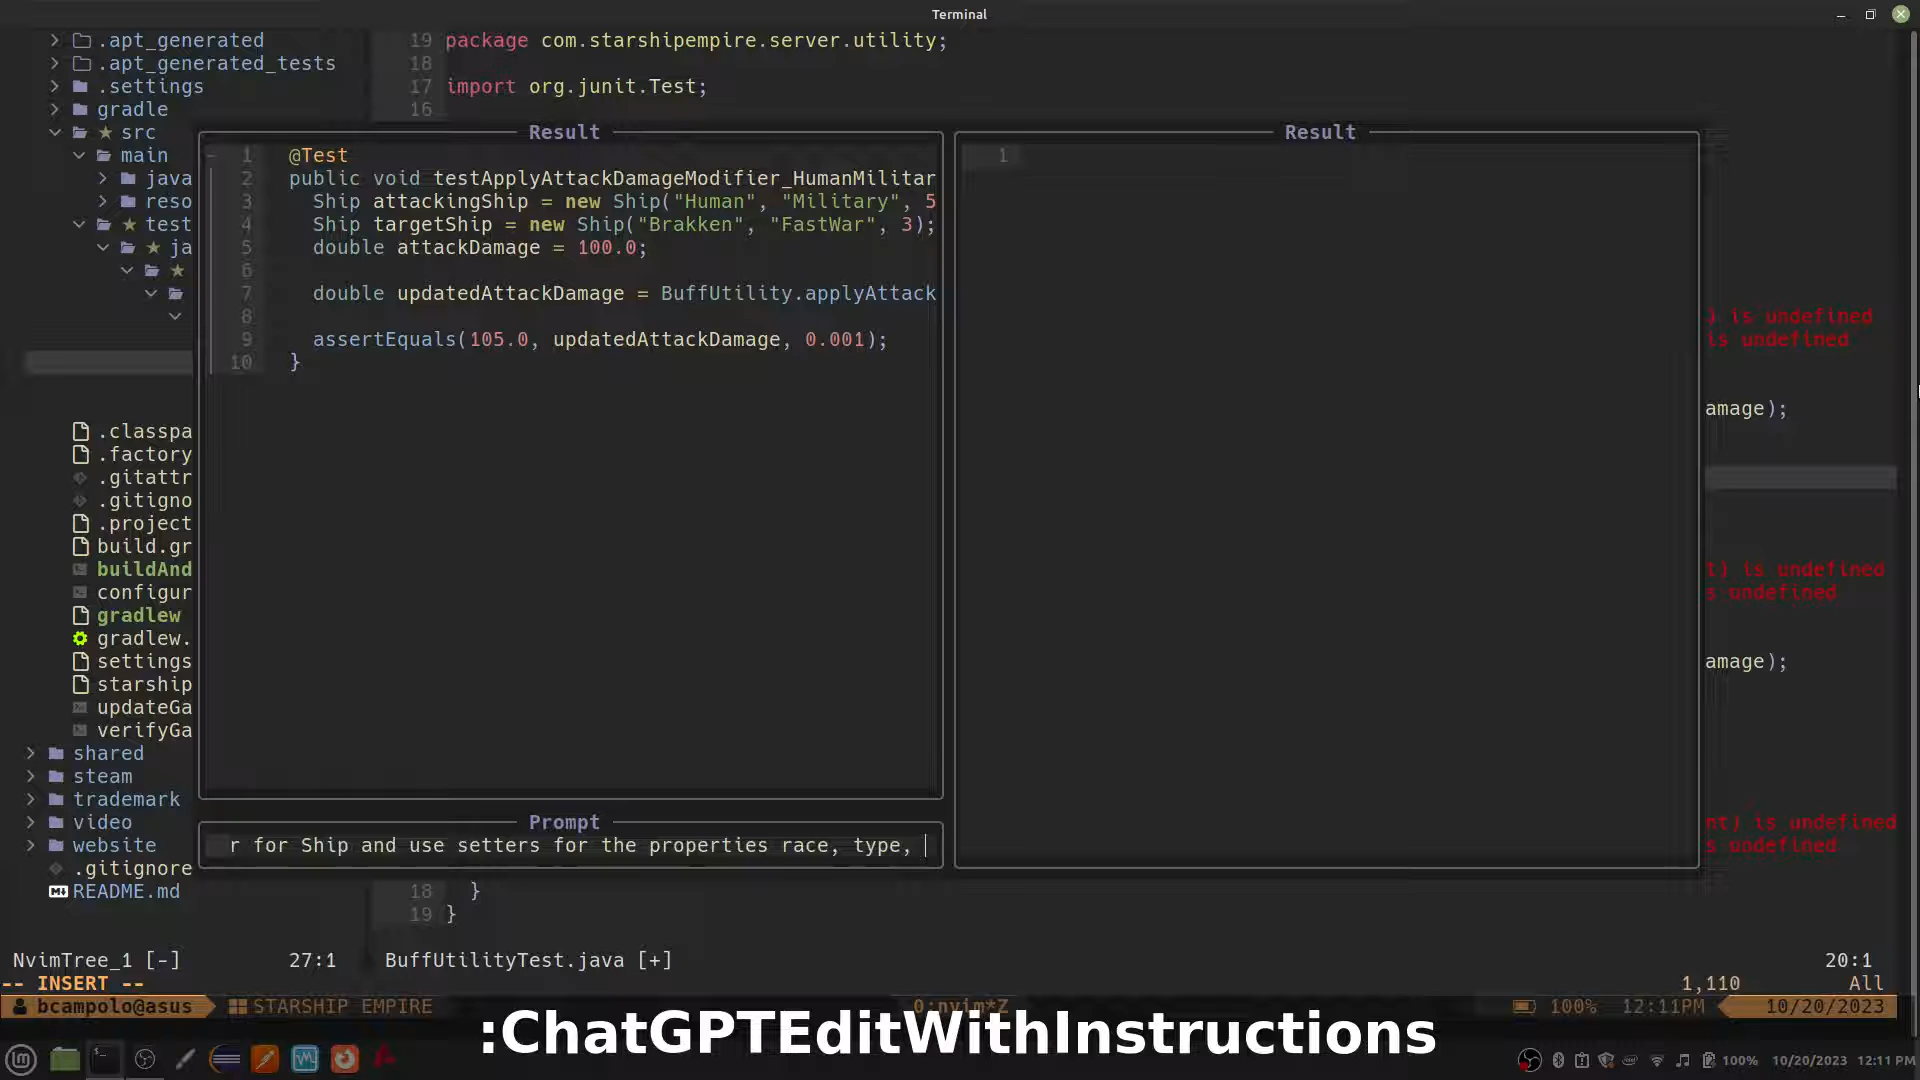 Terminal
.apt_generated
.apt_generated_tests
.settings
gradle
src
main
java
reso
test
ja
.classpa
.factory
.gitattr
.gitigno
.project
build.gr
buildAnd
configur
gradlew
gradlew.
settings
starship
updateGa
verifyGa
shared
steam
trademark
video
website
.gitignore
README.md
19 package com.starshipempire.server.utility;
18
17 import org.junit.Test;
16
Result
1 @Test
2 public void testApplyAttackDamageModifier_HumanMilitar
3 Ship attackingShip = new Ship("Human", "Military", 5
4 Ship targetShip = new Ship("Brakken", "FastWar", 3);
5 double attackDamage = 100.0;
6
7 double updatedAttackDamage = BuffUtility.applyAttack
8
9 assertEquals(105.0, updatedAttackDamage, 0.001);
10 }
Prompt
r for Ship and use setters for the properties race, type,
Result
1
) is undefined
is undefined
amage);
t) is undefined
s undefined
amage);
nt) is undefined
s undefined
18 }
19 }
NvimTree_1 [-] 27:1 BuffUtilityTest.java [+] 20:1
-- INSERT -- 1,110 All
bcampolo@asus STARSHIP EMPIRE 0:nvim*Z 100% 12:11PM 10/20/2023
:ChatGPTEditWithInstructions
100% 10/20/2023 12:11 PM